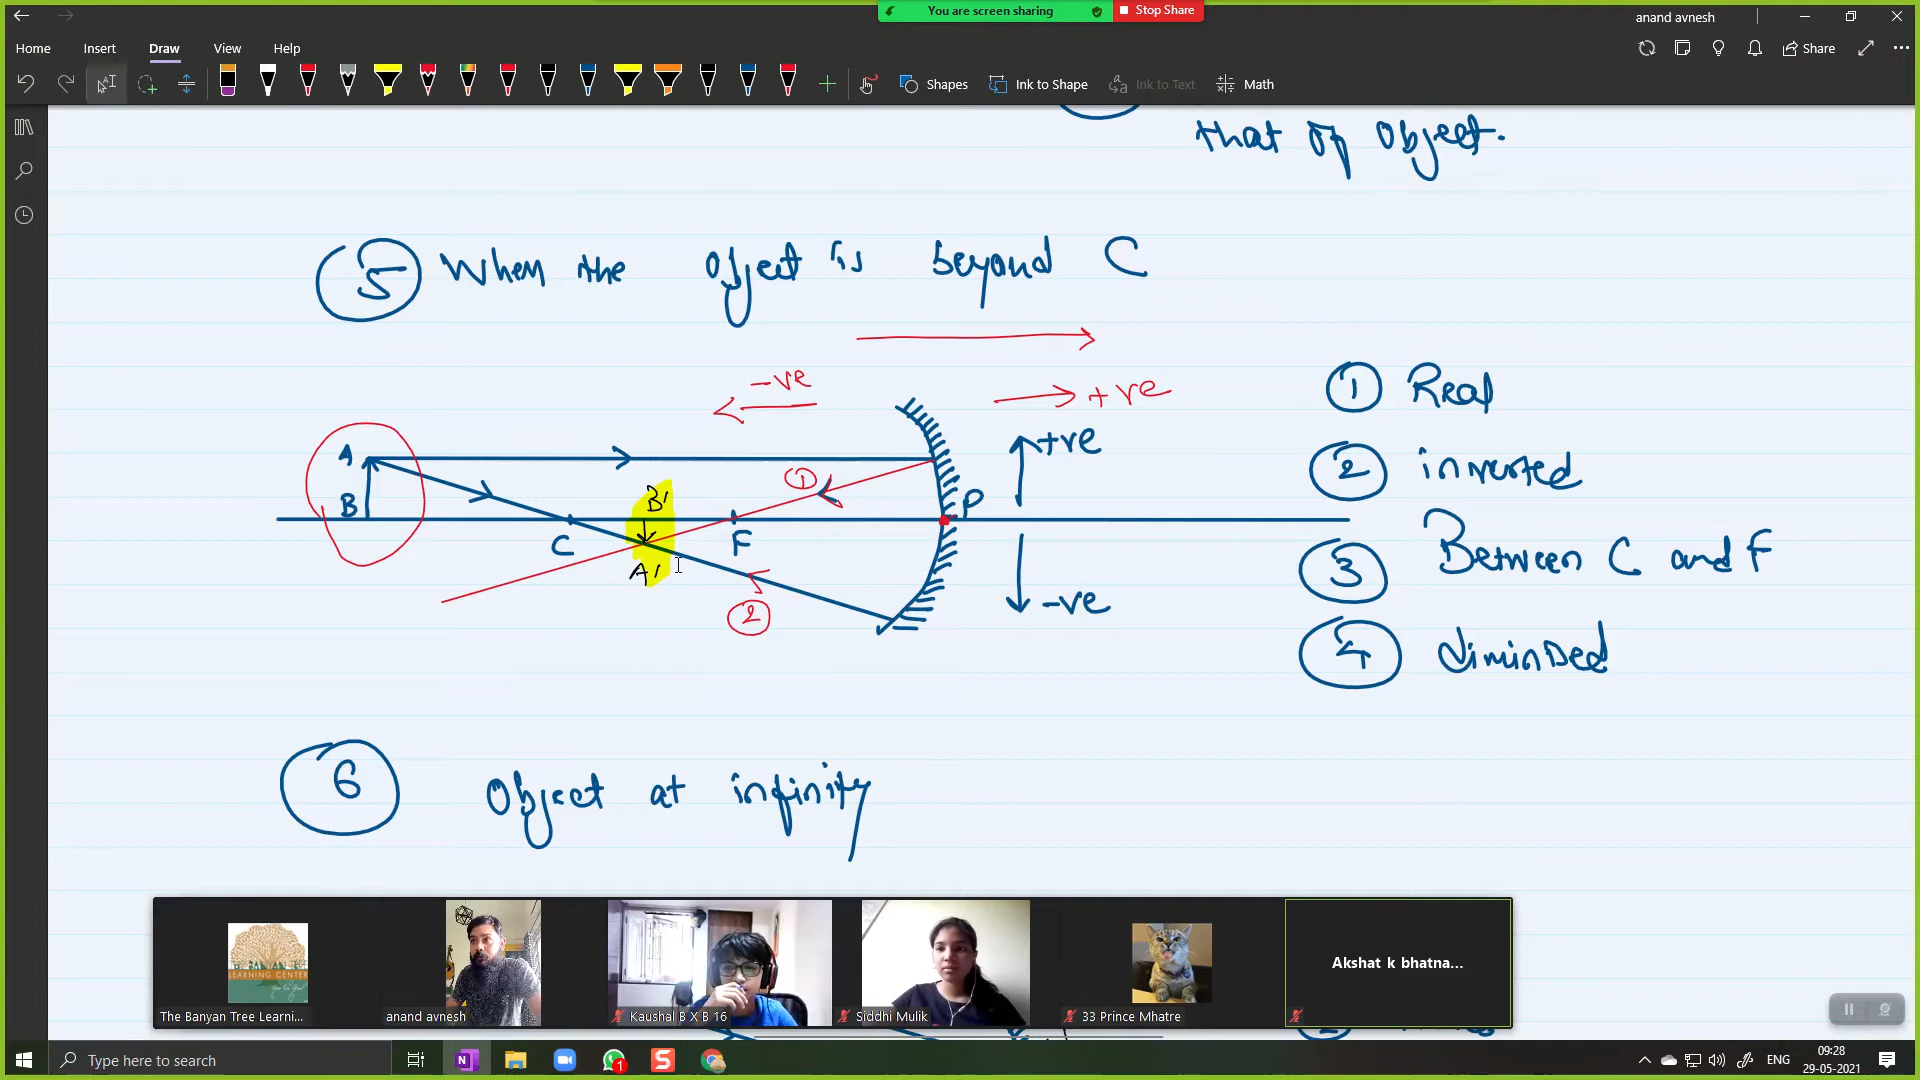 You are screen sharing
Stop Share
anand avnesh
Home Insert Draw View Help
Share
Shapes Ink to Shape Ink to Text Math
that of object.
5 When the object is beyond C
-ve
+ve
A
B
C
B'
A'
F
P
1
2
+ve
-ve
1 Real
2 inverted
3 Between C and F
4
6 Object at infinity
The Banyan Tree Learni...
anand avnesh
Kaushal B X B 16
Siddhi Mulik
33 Prince Mhatre
Akshat k bhatna...
Type here to search
1
ENG
09:28
29-05-2021